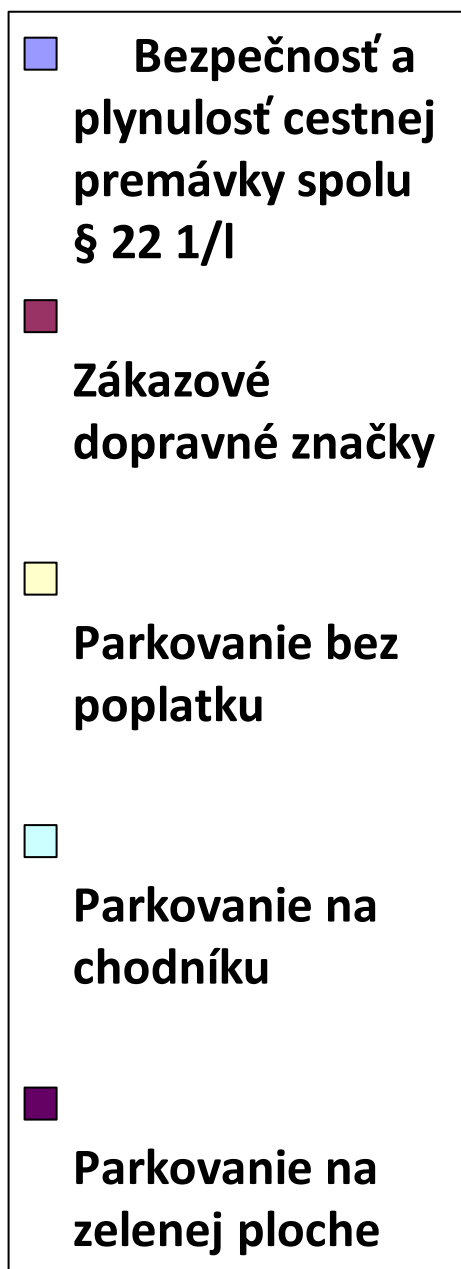 Bezpečnosť a
plynulosť cestnej
premávky spolu
§ 22 1/l
Zákazové
dopravné značky
Parkovanie bez
poplatku
Parkovanie na
chodníku
Parkovanie na
zelenej ploche